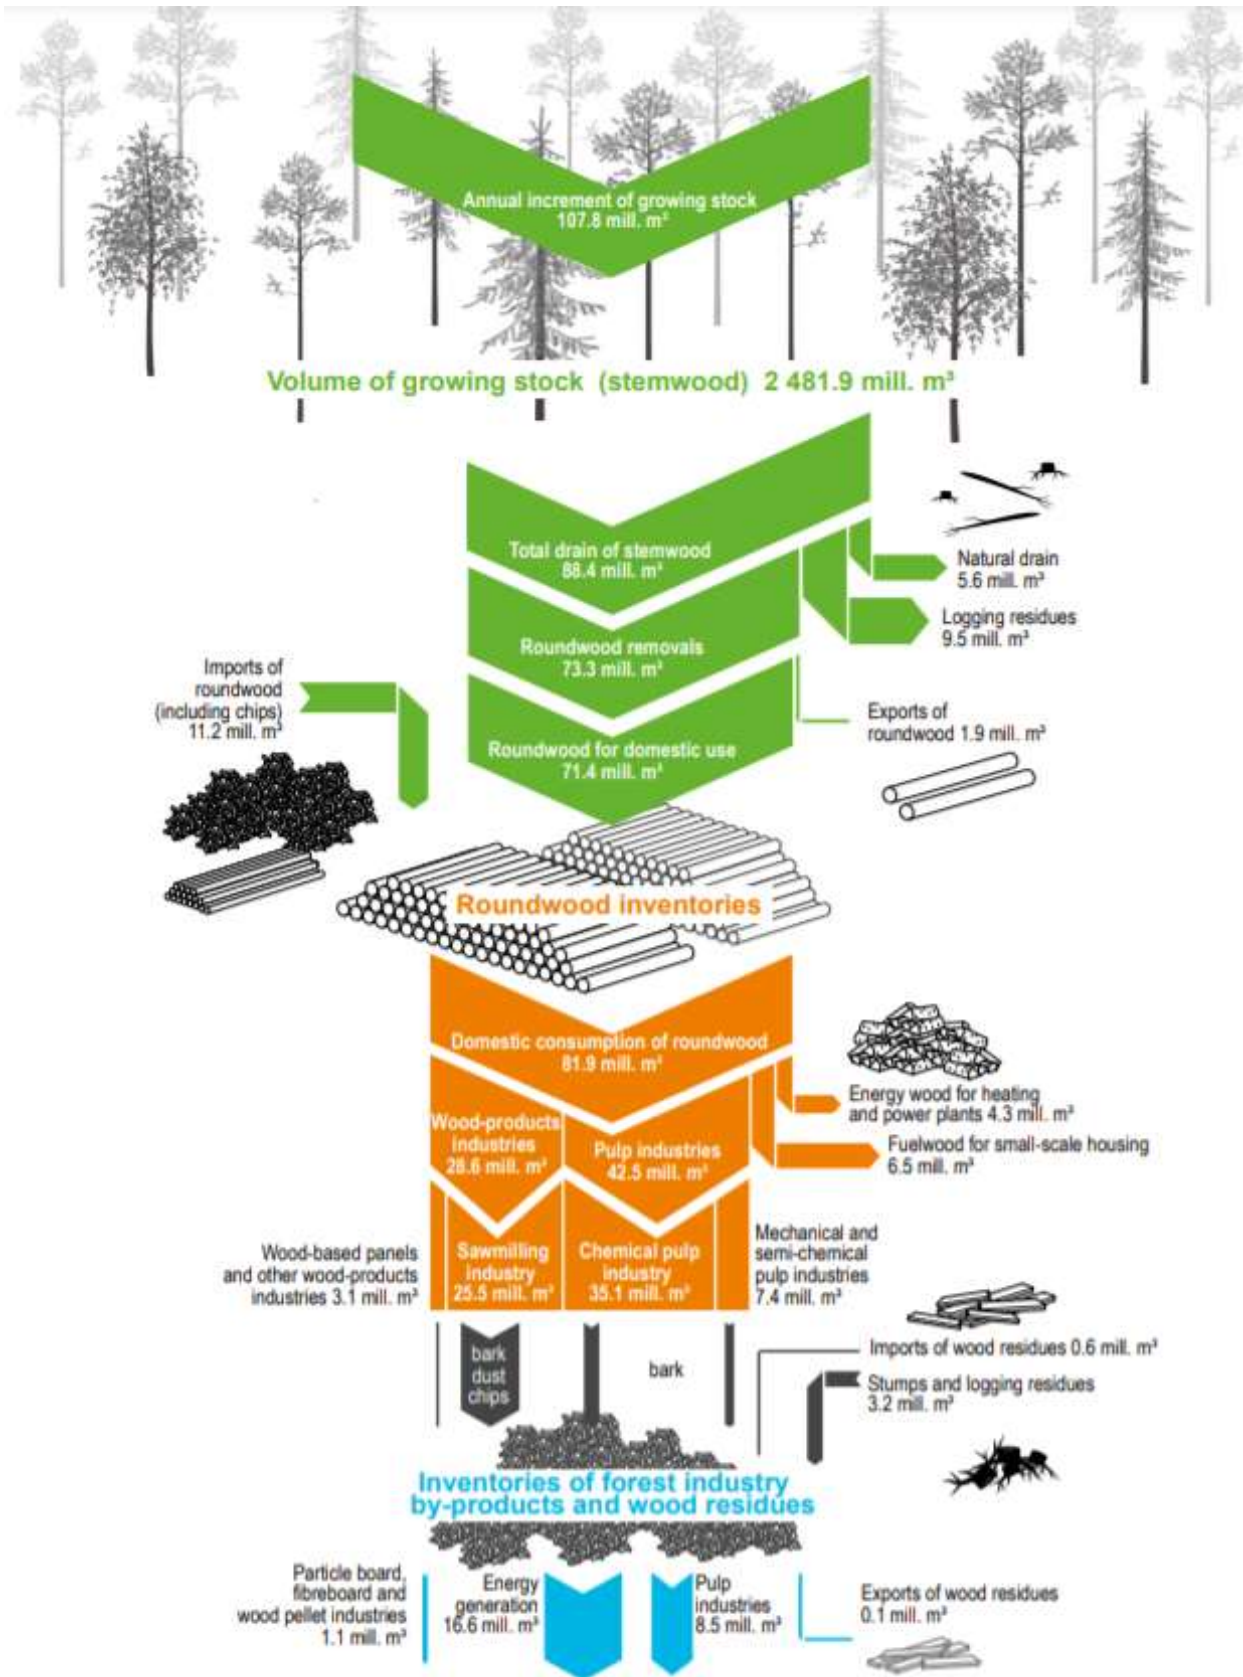 Annual increment of growing stock
107.8 mill. m³
Volume of growing stock (stemwood) 2 481.9 mill. m³
Total drain of stemwood
88.4 mill. m³
Natural drain
5.6 mill. m³
Logging residues
9.5 mill. m³
Roundwood removals
73.3 mill. m³
Imports of
roundwood
(including chips)
11.2 mill. m³
Exports of
roundwood 1.9 mill. m³
Roundwood for domestic use
71.4 mill. m³
Roundwood inventories
Domestic consumption of roundwood
81.9 mill. m³
Energy wood for heating
and power plants 4.3 mill. m³
Wood-products
industries
28.6 mill. m³
Pulp industries
42.5 mill. m³
Fuelwood for small-scale housing
6.5 mill. m³
Wood-based panels
and other wood-products
industries 3.1 mill. m³
Sawmilling
industry
25.5 mill. m³
Chemical pulp
industry
35.1 mill. m³
Mechanical and
semi-chemical
pulp industries
7.4 mill. m³
bark
dust
chips
bark
Imports of wood residues 0.6 mill. m³
Stumps and logging residues
3.2 mill. m³
Inventories of forest industry
by-products and wood residues
Particle board,
fibreboard and
wood pellet industries
1.1 mill. m³
Energy
generation
16.6 mill. m³
Pulp
industries
8.5 mill. m³
Exports of wood residues
0.1 mill. m³